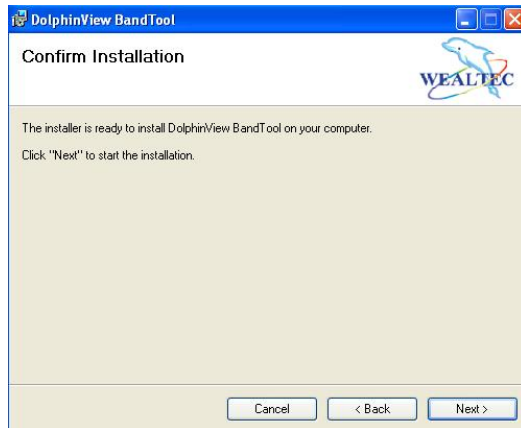 DolphinView BandTool
Confirm Installation
WEALTEC
The installer is ready to install DolphinView BandTool on your computer.
Click "Next" to start the installation.
Cancel
< Back
Next >